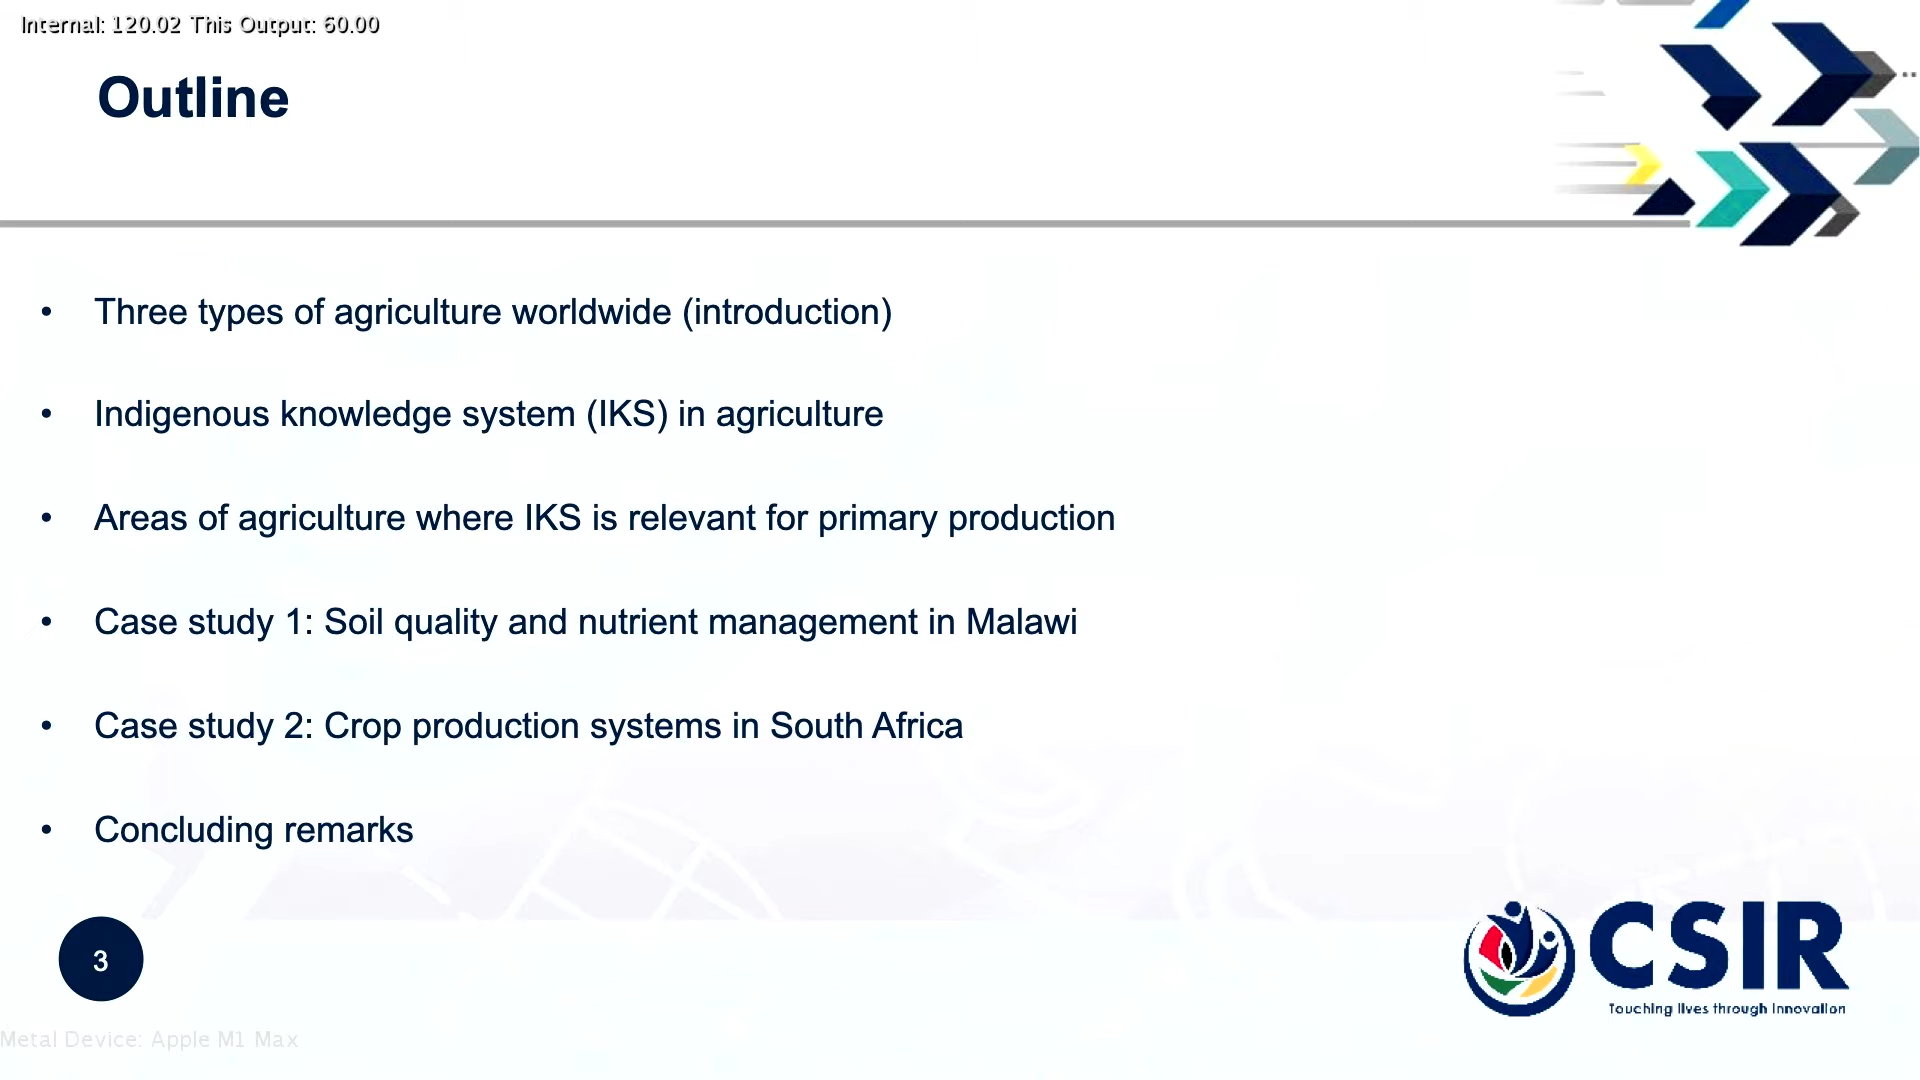 Internal: 120.02 This Output: 60.00
Outline
• Three types of agriculture worldwide (introduction)
• Indigenous knowledge system (IKS) in agriculture
• Areas of agriculture where IKS is relevant for primary production
• Case study 1: Soil quality and nutrient management in Malawi
• Case study 2: Crop production systems in South Africa
• Concluding remarks
3
CSIR
Touching lives through innovation
Metal Device: Apple M1 Max